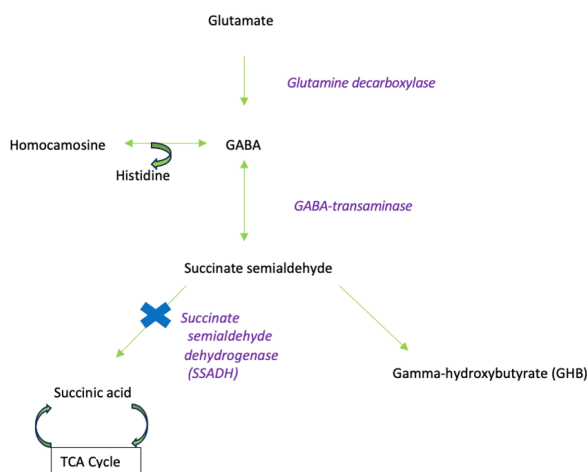 Glutamate
Glutamine decarboxylase
Homocamosine
GABA
Histidine
GABA-transaminase
Succinate semialdehyde
Succinate
semialdehyde
dehydrogenase
(SSADH)
Gamma-hydroxybutyrate (GHB)
Succinic acid
TCA Cycle